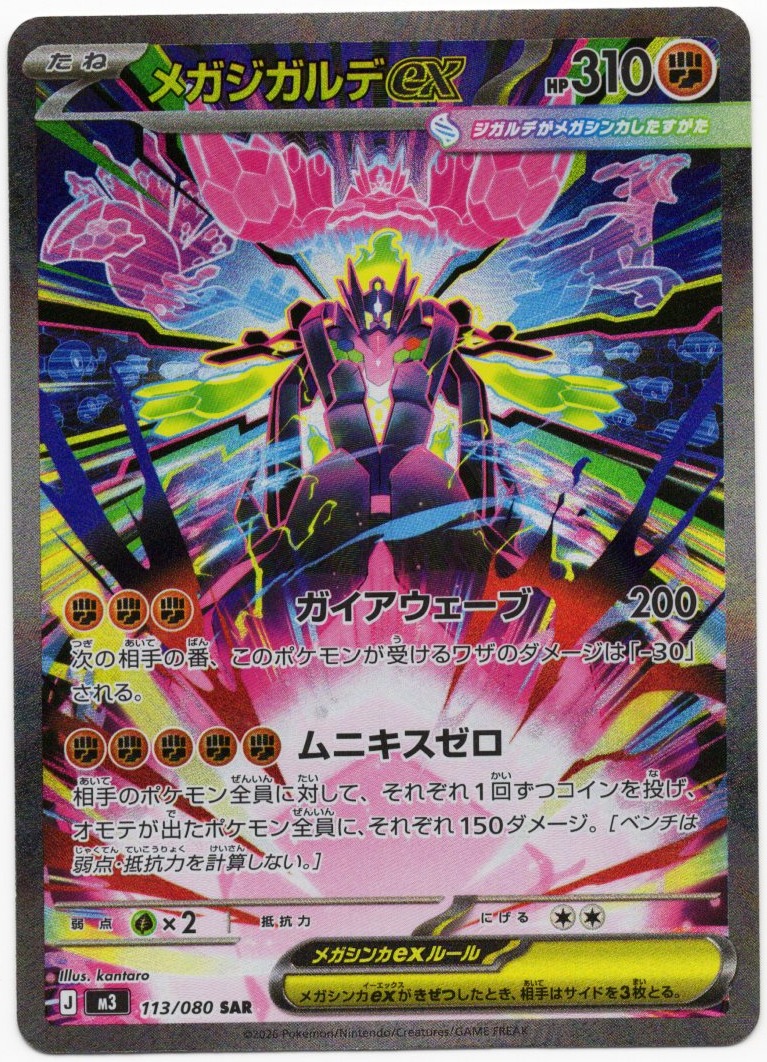 たね
メガジガルデex
HP310
ジガルデがメガシンカしたすがた
ガイアウェーブ 200
次の相手の番、このポケモンが受けるワザのダメージは「-30」
される。
ムニキスゼロ
相手のポケモン全員に対して、それぞれ1回ずつコインを投げ、
オモテが出たポケモン全員に、それぞれ150ダメージ。[ベンチは
弱点・抵抗力を計算しない。]
弱点 ×2 抵抗力 にげる
メガシンカexルール
メガシンカexがきぜつしたとき、相手はサイドを3枚とる。
Illus. kantaro
J M3 113/080 SAR
©2026 Pokémon/Nintendo/Creatures/GAME FREAK